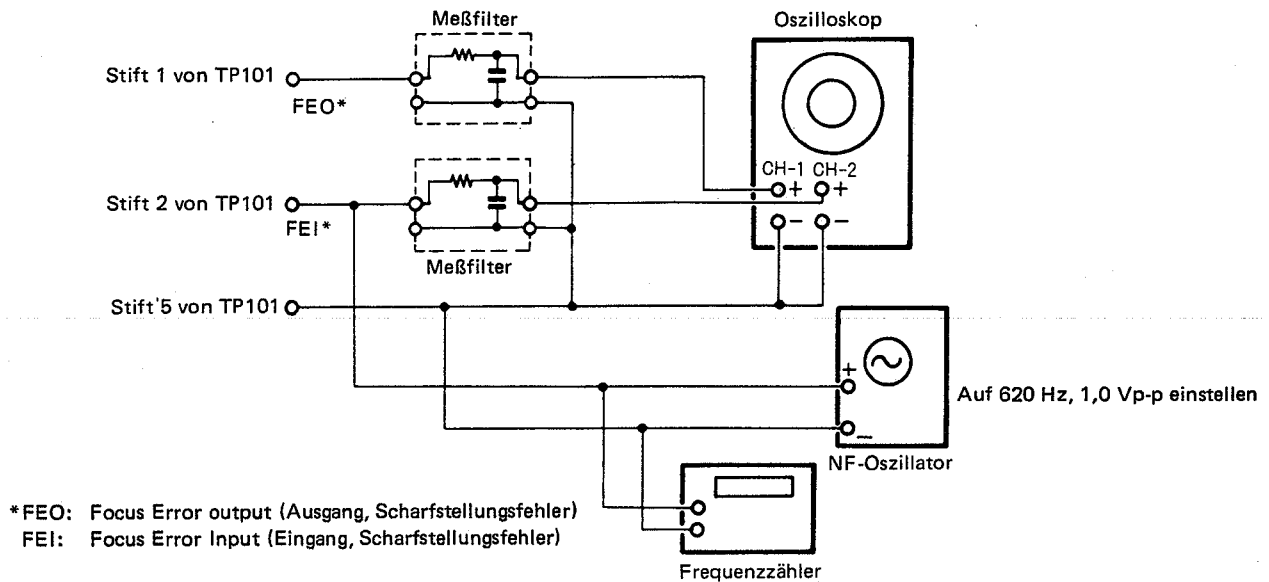 Meßfilter
Oszilloskop
Stift 1 von TP101
FEO*
CH-1 CH-2
+ +
Stift 2 von TP101
FEI*
- -
Meßfilter
Stift 5 von TP101
+
Auf 620 Hz, 1,0 Vp-p einstellen
-
NF-Oszillator
*FEO: Focus Error output (Ausgang, Scharfstellungsfehler)
FEI: Focus Error Input (Eingang, Scharfstellungsfehler)
Frequenzzähler